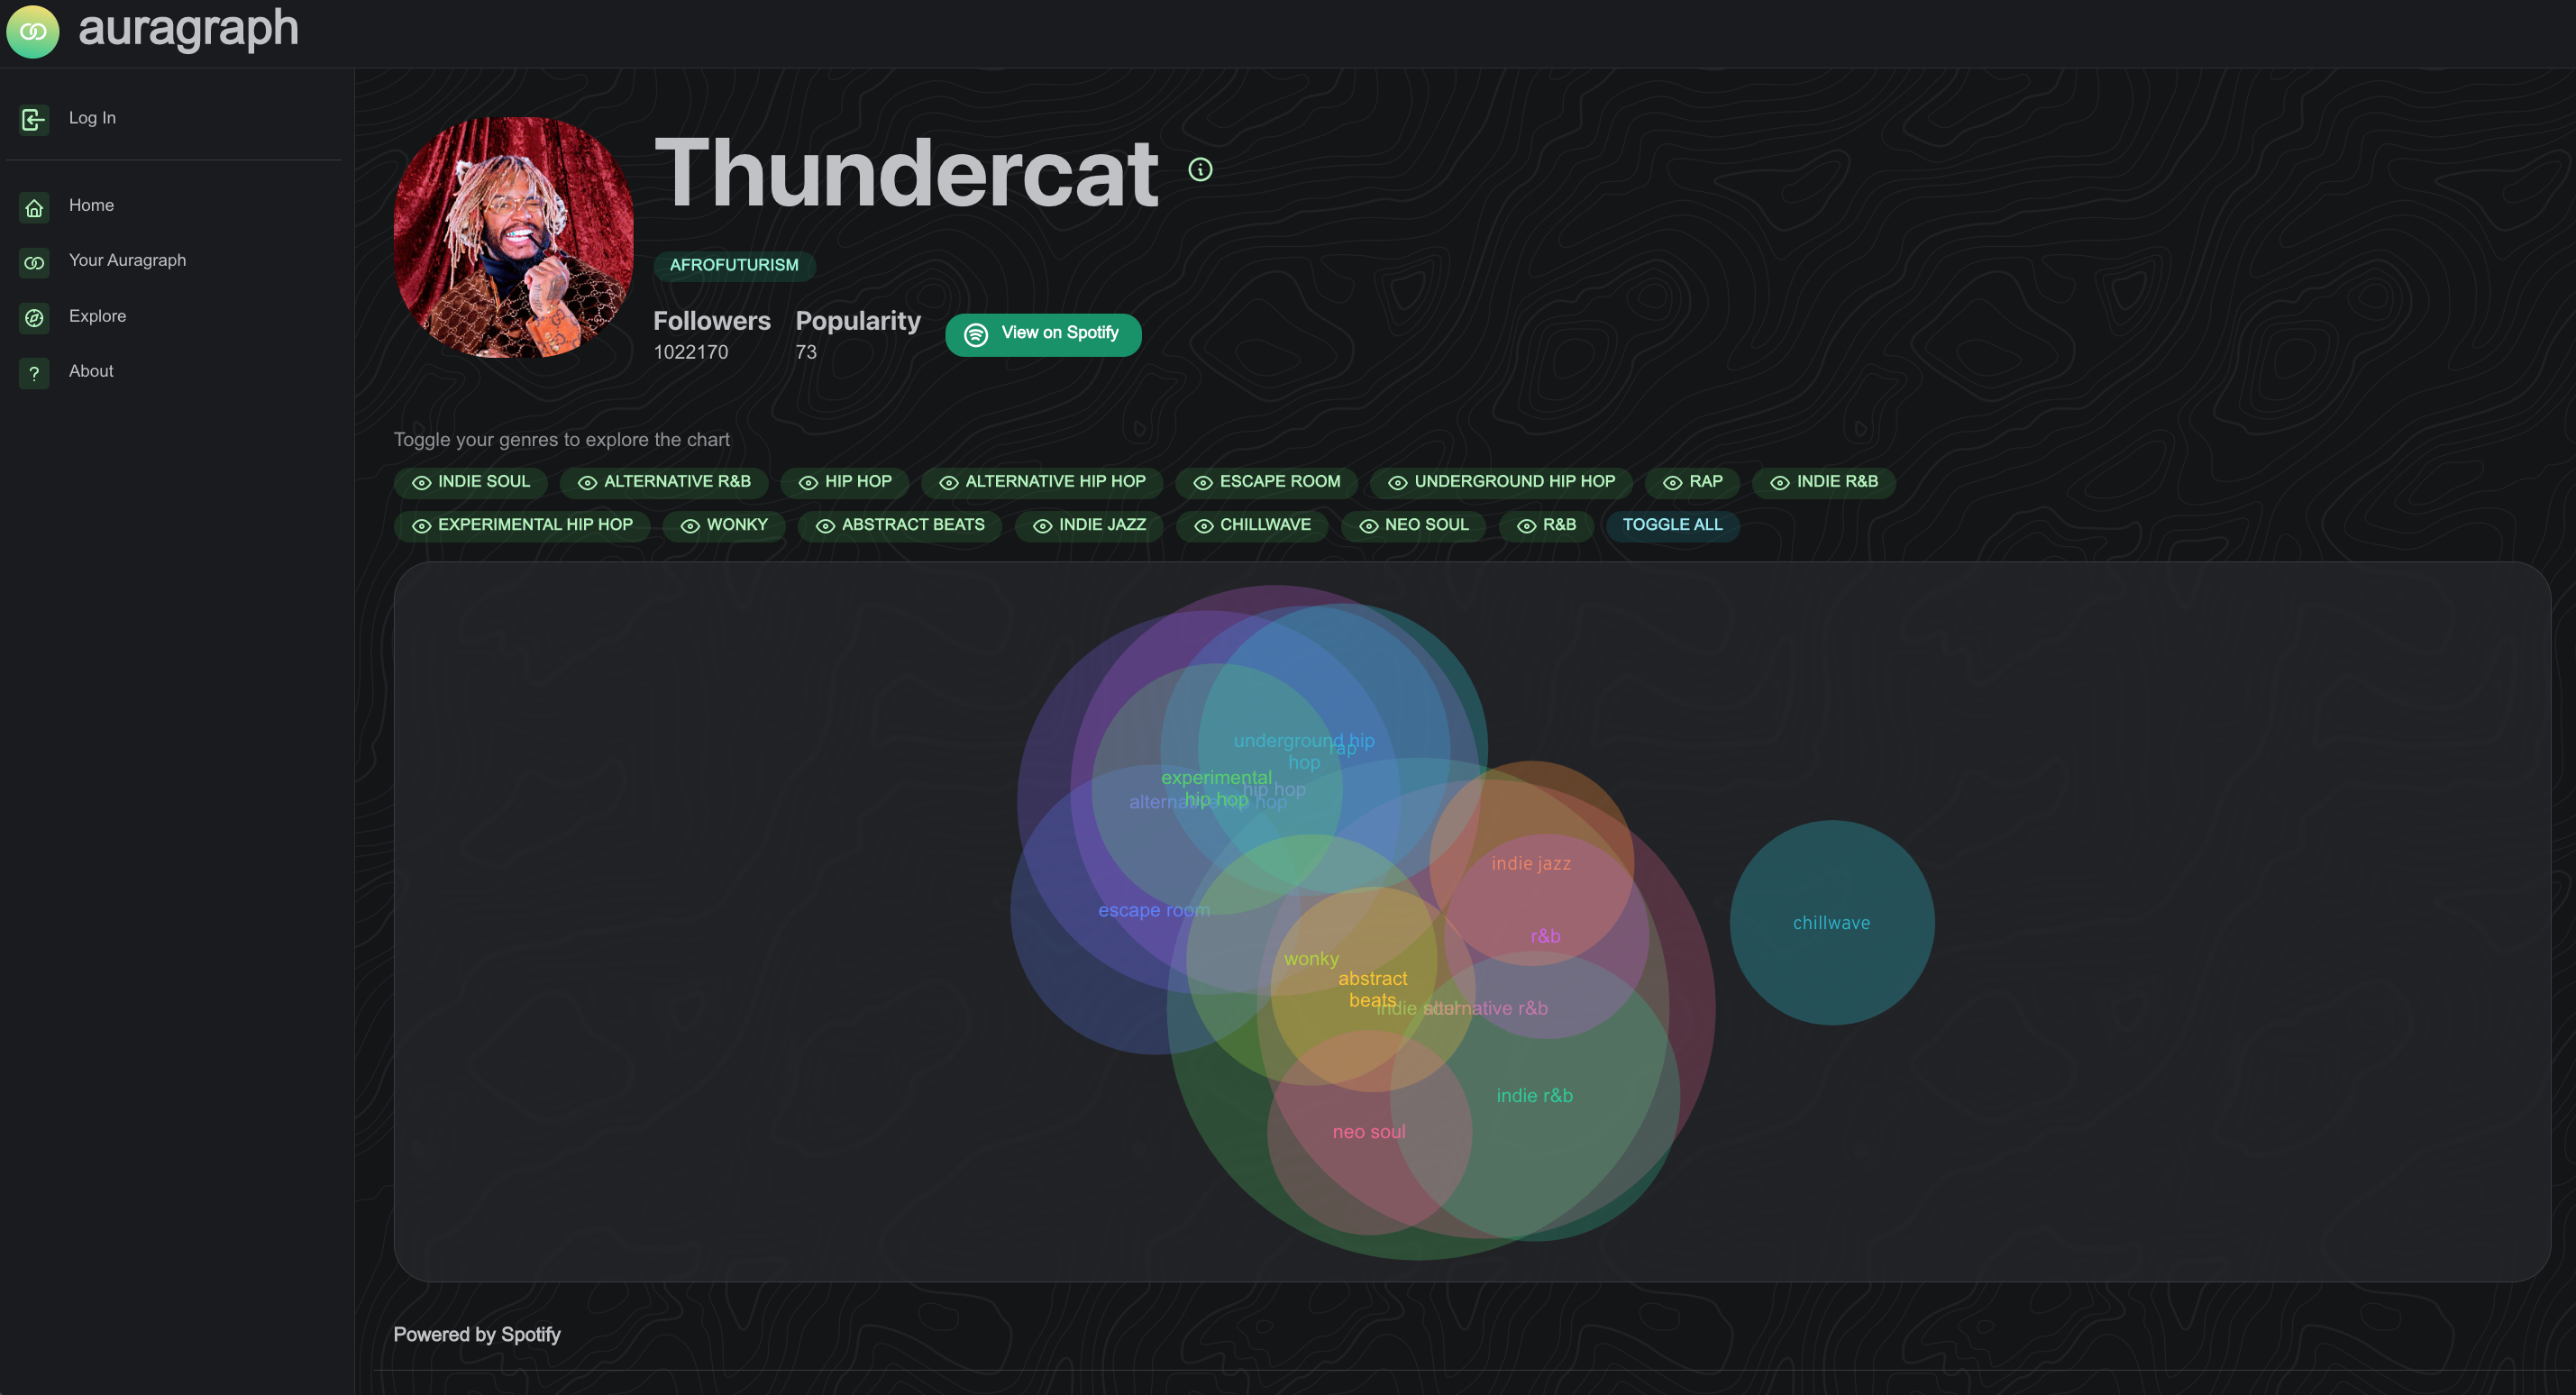 auragraph
Log In
Home
Your Auragraph
Explore
? About
Thundercat
AFROFUTURISM
Followers Popularity
1022170 73
View on Spotify
Toggle your genres to explore the chart
INDIE SOUL ALTERNATIVE R&B HIP HOP ALTERNATIVE HIP HOP ESCAPE ROOM UNDERGROUND HIP HOP RAP INDIE R&B
EXPERIMENTAL HIP HOP WONKY ABSTRACT BEATS INDIE JAZZ CHILLWAVE NEO SOUL R&B TOGGLE ALL
underground hip
hop
rap
experimental
hip hop
hip hop
alternative hip hop
indie jazz
escape room
chillwave
r&b
wonky
abstract
beats
indie soul
alternative r&b
indie r&b
neo soul
Powered by Spotify